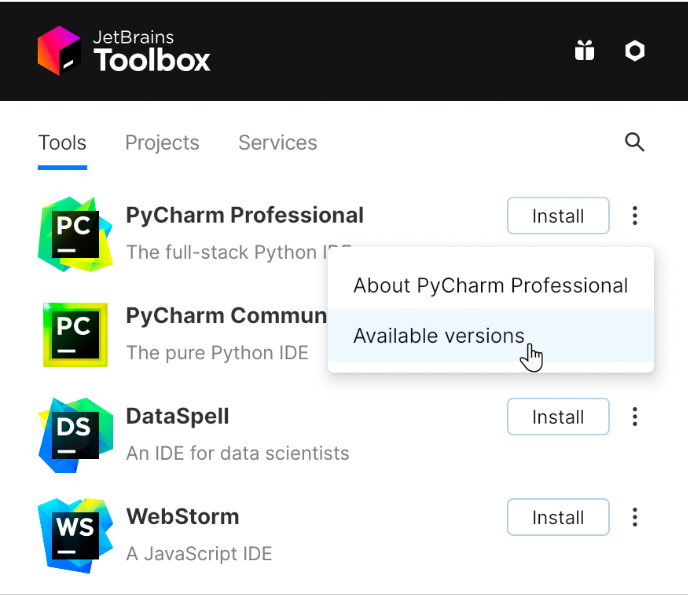 JetBrains
Toolbox
Tools Projects Services
PC
PyCharm Professional
Install
The full-stack Python IDE
About PyCharm Professional
PC
PyCharm Commun
Available versions
The pure Python IDE
DS
DataSpell
Install
An IDE for data scientists
WS
WebStorm
Install
A JavaScript IDE